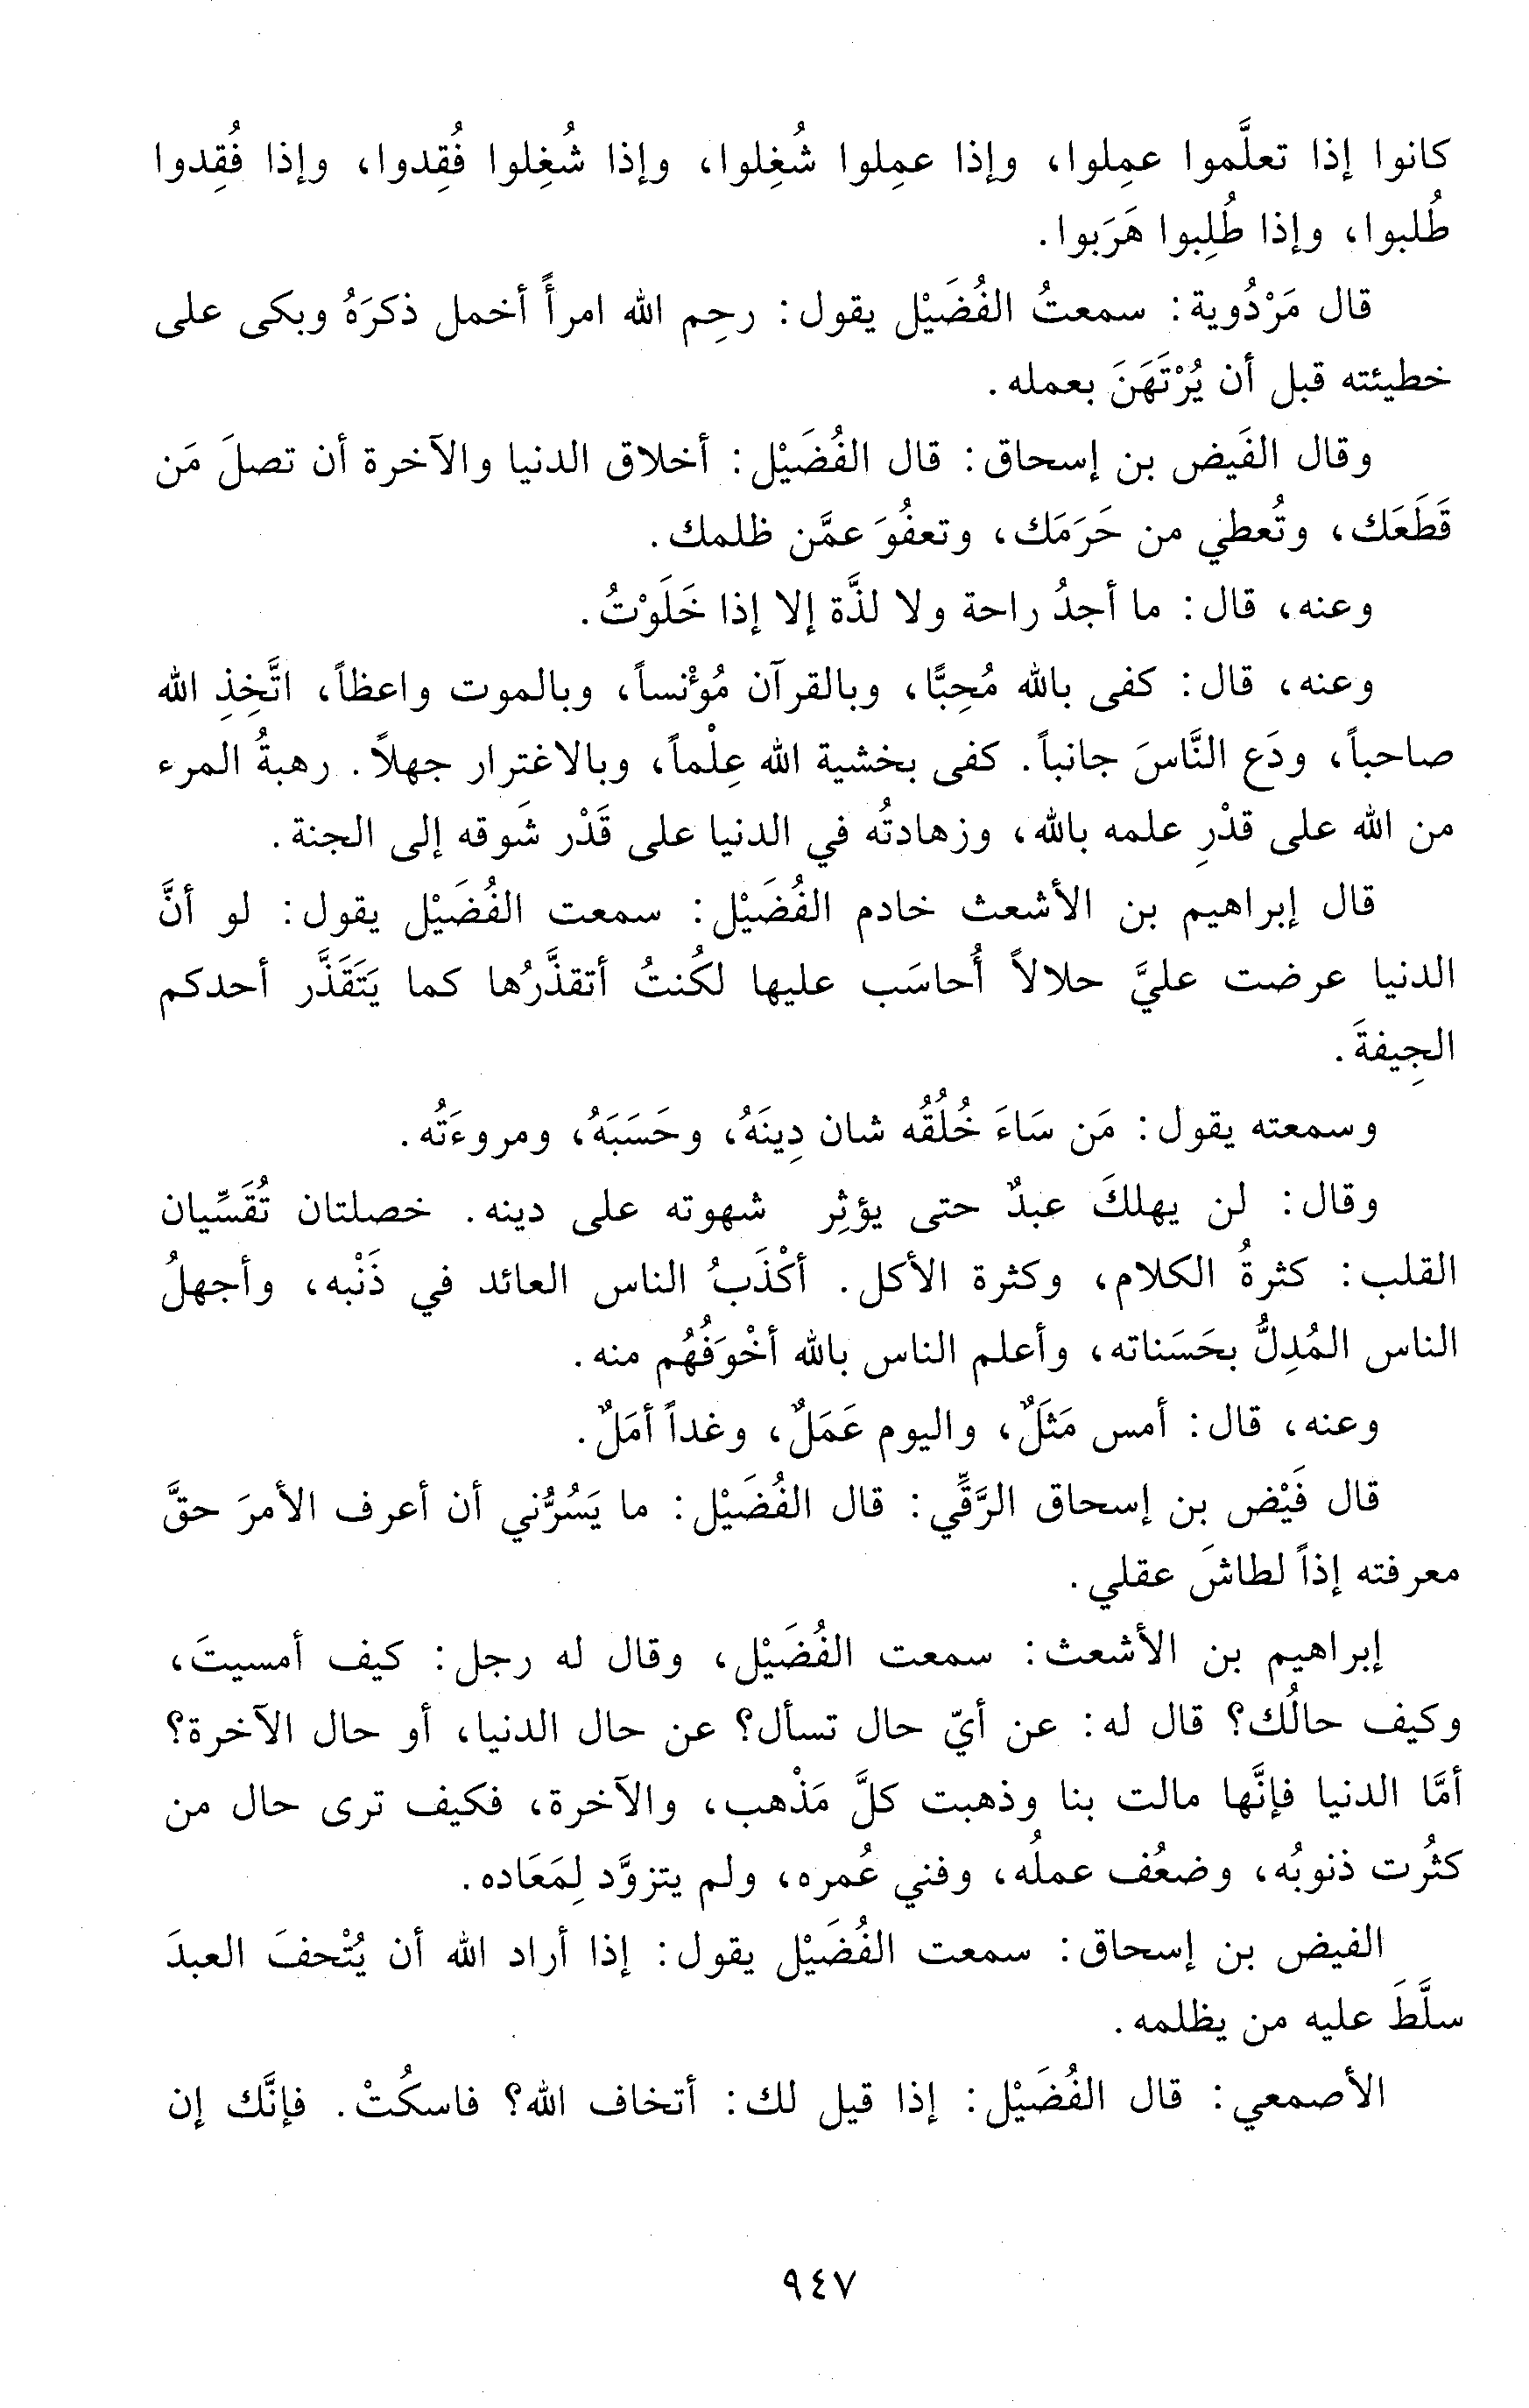 كانوا إذا تعلَّموا عمِلوا، وإذا عمِلوا شُغِلوا، وإذا شُغِلوا فُقِدوا، وإذا فُقِدوا
طُلبوا، وإذا طُلِبوا هَرَبوا.
قال مَرْدُوية: سمعتُ الفُضَيْل يقول: رحِم الله امرأً أخمل ذكرَهُ وبكى على
خطيئته قبل أن يُرْتَهَنَ بعمله.
وقال الفَيض بن إسحاق: قال الفُضَيْل: أخلاق الدنيا والآخرة أن تصلَ مَن
قَطَعَك، وتُعطي من حَرَمَك، وتعفُوَ عمَّن ظلمك.
وعنه، قال: ما أجدُ راحة ولا لذَّة إلا إذا خَلَوْتُ.
وعنه، قال: كفى بالله مُحِبًّا، وبالقرآن مُؤْنساً، وبالموت واعظاً، اتَّخِذِ الله
صاحباً، ودَع النَّاسَ جانباً. كفى بخشية الله عِلْماً، وبالاغترار جهلاً. رهبةُ المرء
من الله على قدْرِ علمه بالله، وزهادتُه في الدنيا على قَدْر شَوقه إلى الجنة.
قال إبراهيم بن الأشعث خادم الفُضَيْل: سمعت الفُضَيْل يقول: لو أنَّ
الدنيا عرضت عليَّ حلالاً أُحاسَب عليها لكُنتُ أتقذَّرُها كما يَتَقَذَّر أحدكم
الجِيفةَ.
وسمعته يقول: مَن سَاءَ خُلُقُه شان دِينَهُ، وحَسَبَهُ، ومروءَتُه.
وقال: لن يهلكَ عبدٌ حتى يؤثِر شهوته على دينه. خصلتان تُقَسِّيان
القلب: كثرةُ الكلام، وكثرة الأكل. أكْذَبُ الناس العائد في ذَنْبه، وأجهلُ
الناس المُدِلُّ بحَسَناته، وأعلم الناس بالله أخْوَفُهُم منه.
وعنه، قال: أمس مَثَلٌ، واليوم عَمَلٌ، وغداً أمَلٌ.
قال فَيْض بن إسحاق الرَّقِّي: قال الفُضَيْل: ما يَسُرُّني أن أعرف الأمرَ حقَّ
معرفته إذاً لطاشَ عقلي.
إبراهيم بن الأشعث: سمعت الفُضَيْل، وقال له رجل: كيف أمسيتَ،
وكيف حالُك؟ قال له: عن أيّ حال تسأل؟ عن حال الدنيا، أو حال الآخرة؟
أمَّا الدنيا فإنَّها مالت بنا وذهبت كلَّ مَذْهب، والآخرة، فكيف ترى حال من
كثُرت ذنوبُه، وضعُف عملُه، وفني عُمره، ولم يتزوَّد لِمَعَاده.
الفيض بن إسحاق: سمعت الفُضَيْل يقول: إذا أراد الله أن يُتْحفَ العبدَ
سلَّطَ عليه من يظلمه.
الأصمعي: قال الفُضَيْل: إذا قيل لك: أتخاف الله؟ فاسكُتْ. فإنَّك إن
٩٤٧